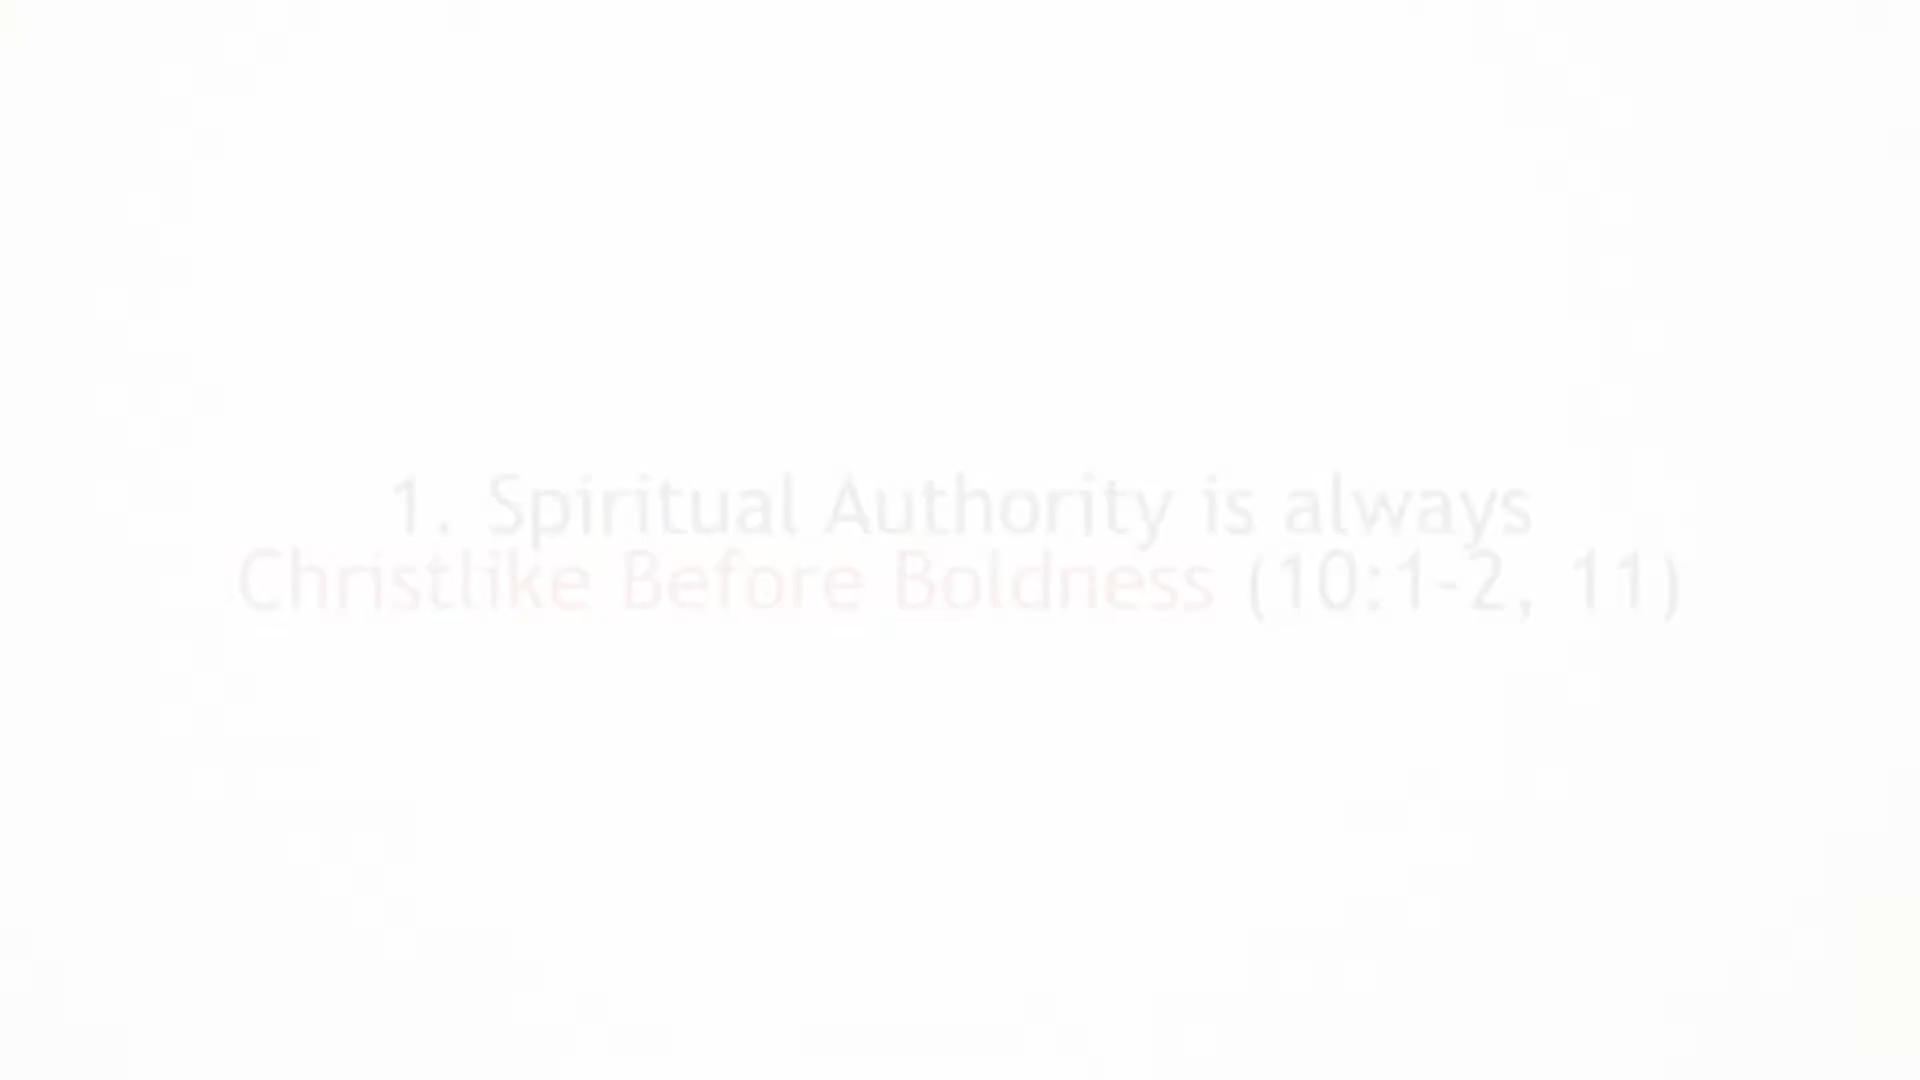 1. Spiritual Authority is always
Christlike Before Boldness (10:1-2, 11)